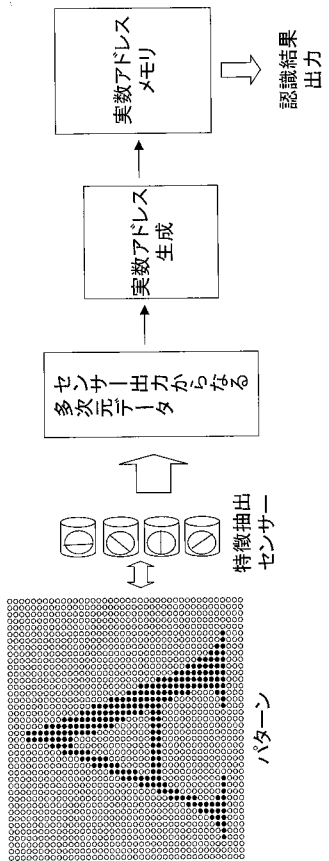 パターン
特徴抽出
センサー
センサー出力からなる
多次元データ
実数アドレス
生成
実数アドレス
メモリ
認識結果
出力